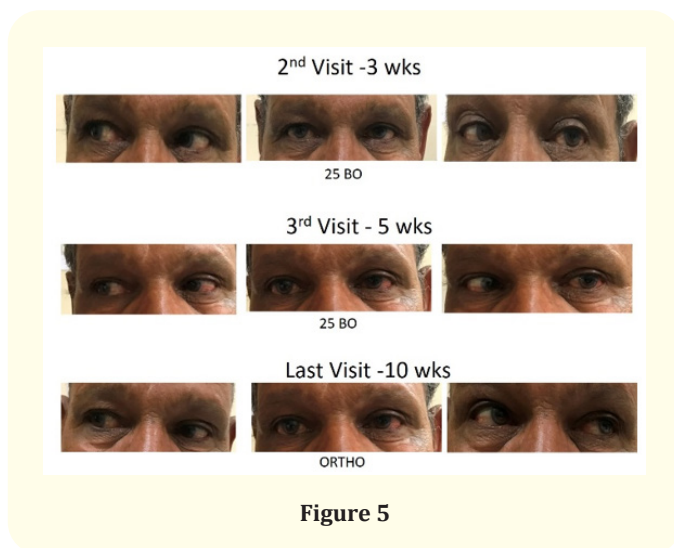 2nd Visit -3 wks
25 BO
3rd Visit - 5 wks
25 BO
Last Visit -10 wks
ORTHO
Figure 5